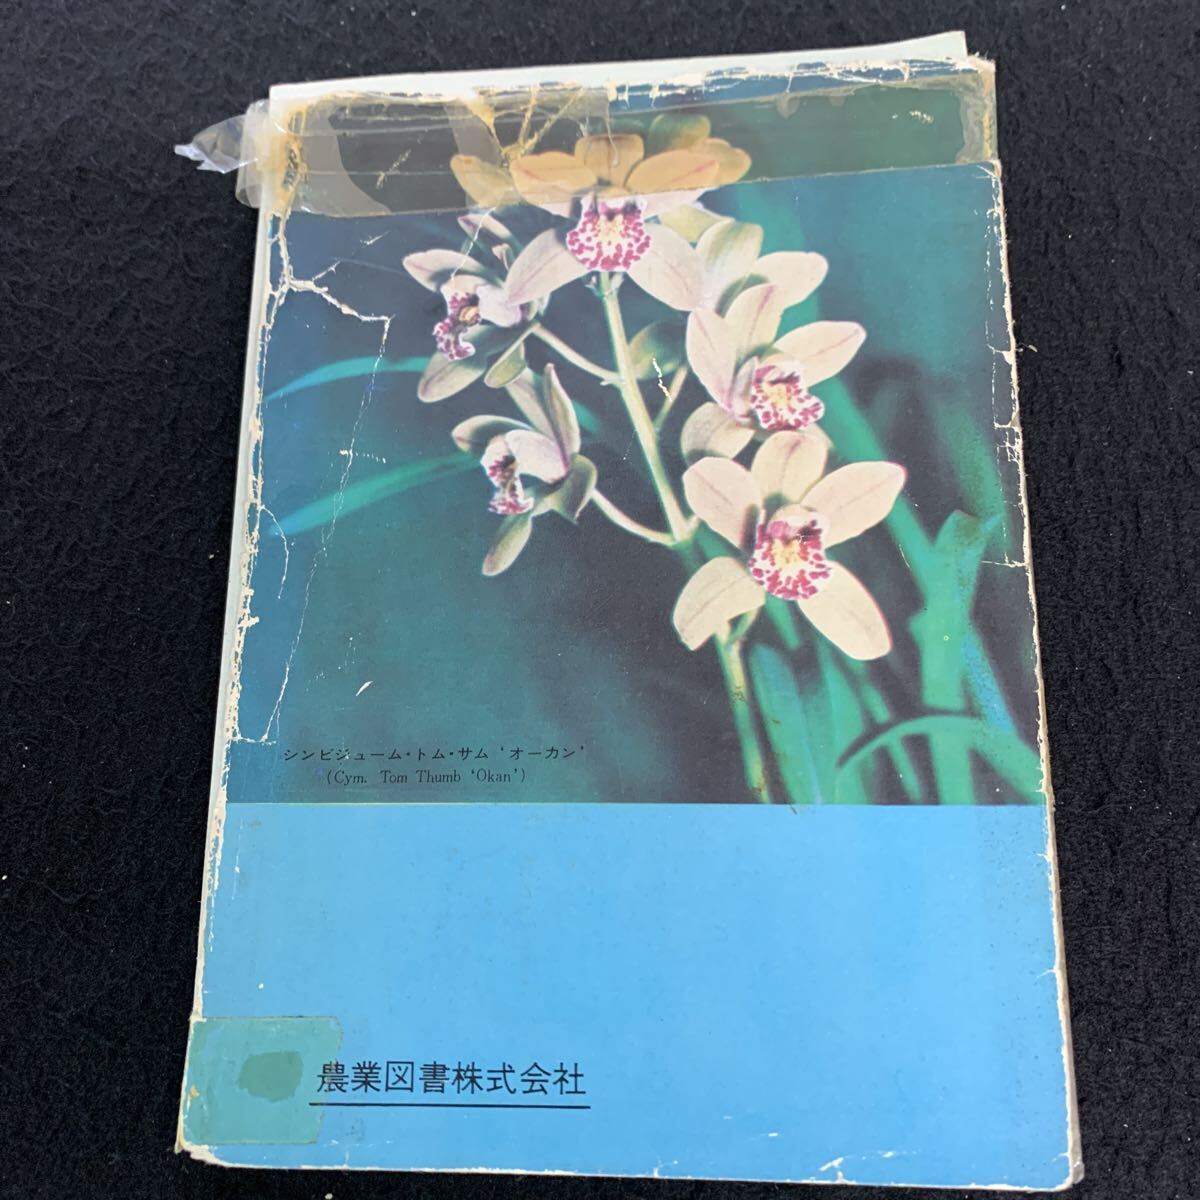 シンビジューム・トム・サム ‘オーカン’
(Cym. Tom Thumb ‘Okan’)
農業図書株式会社